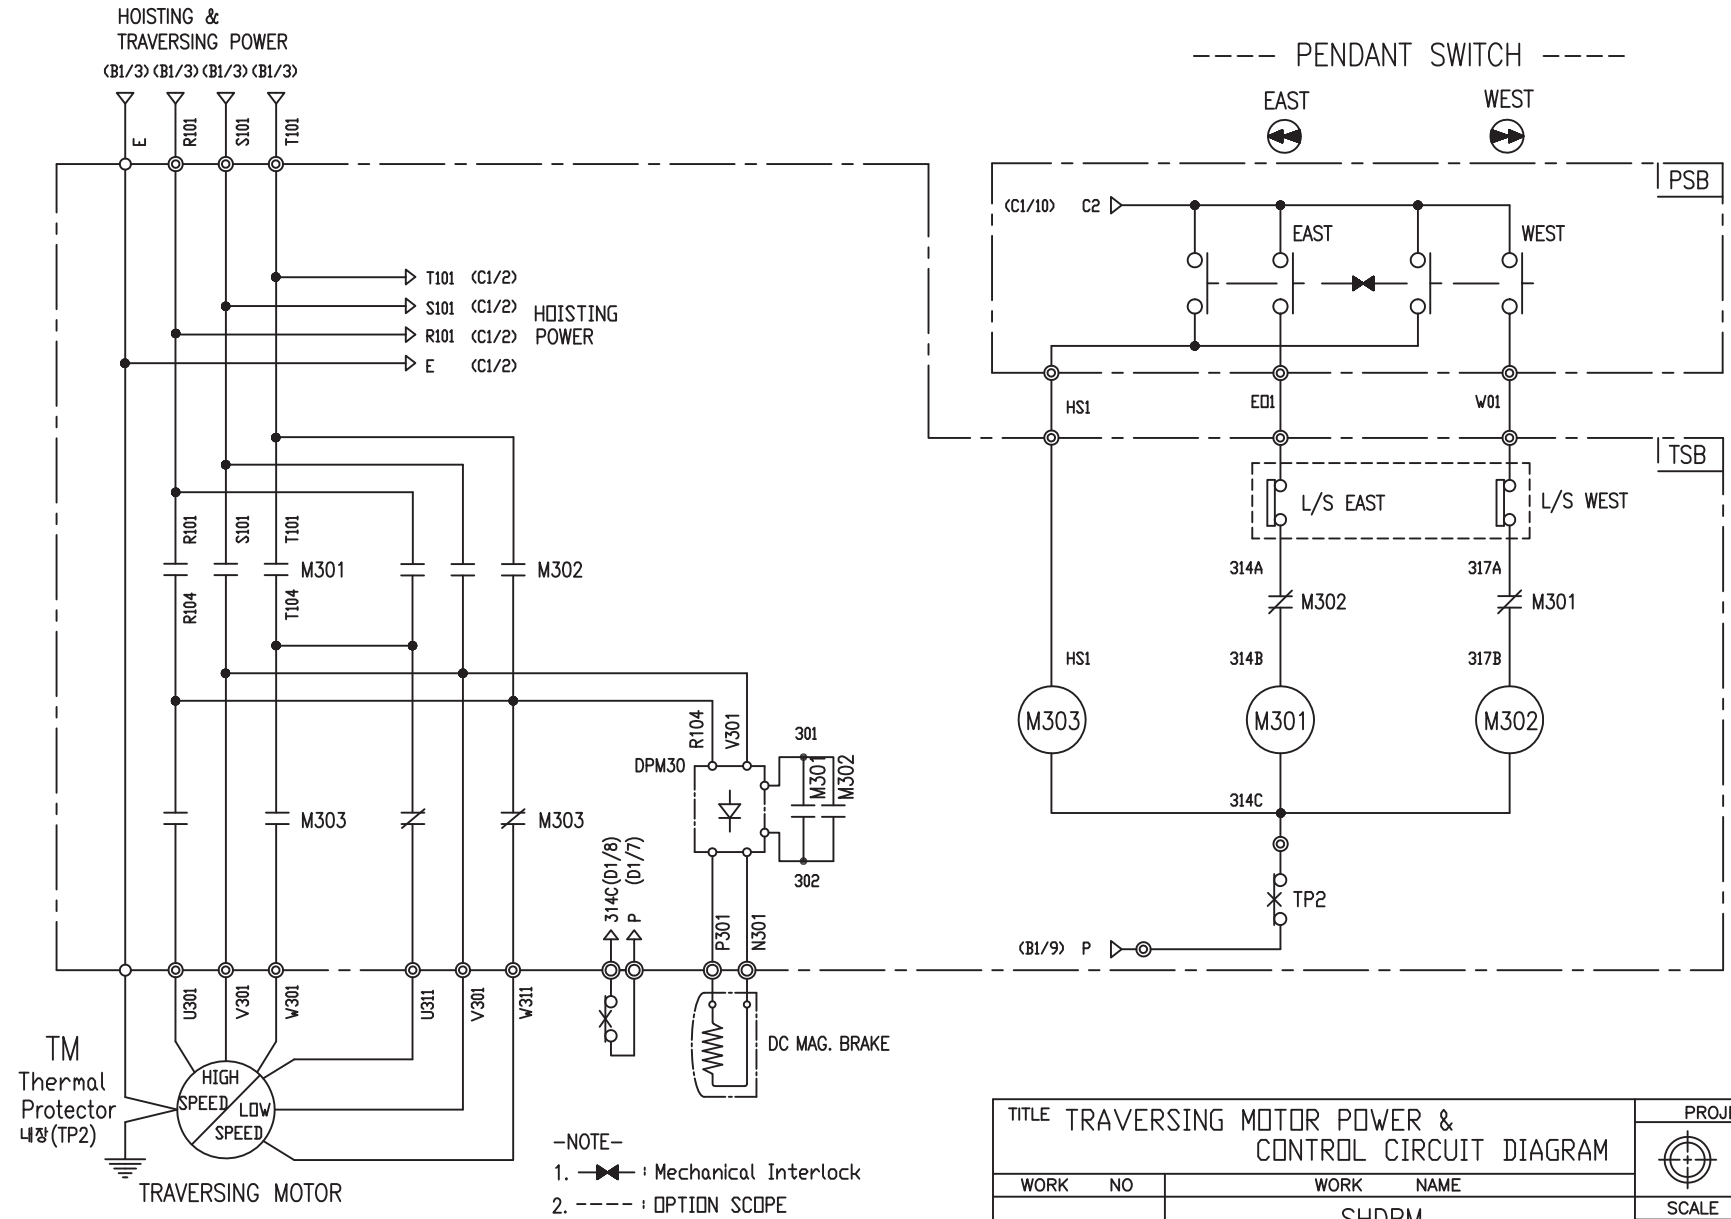 HOISTING &
TRAVERSING POWER
(B1/3) (B1/3) (B1/3) (B1/3)
E
R101
S101
T101
T101 (C1/2)
S101 (C1/2)
R101 (C1/2)
E (C1/2)
HOISTING
POWER
R101
S101
T101
M301
M302
R104
T104
R104
V301
DPM30
301
M301
M302
302
M303
M303
314C(D1/8)
P (D1/7)
P301
N301
U301
V301
W301
U311
V301
W311
DC MAG. BRAKE
TM
Thermal
Protector
내장(TP2)
HIGH
SPEED
LOW
SPEED
TRAVERSING MOTOR
-NOTE-
1. : Mechanical Interlock
2. ---- : OPTION SCOPE
---- PENDANT SWITCH ----
EAST
WEST
PSB
(C1/10) C2
EAST
WEST
HS1
E01
W01
TSB
L/S EAST
L/S WEST
314A
317A
M302
M301
HS1
314B
317B
M303
M301
M302
314C
TP2
(B1/9) P
TITLE TRAVERSING MOTOR POWER &
CONTROL CIRCUIT DIAGRAM
PROJE
WORK NO
WORK NAME
SCALE